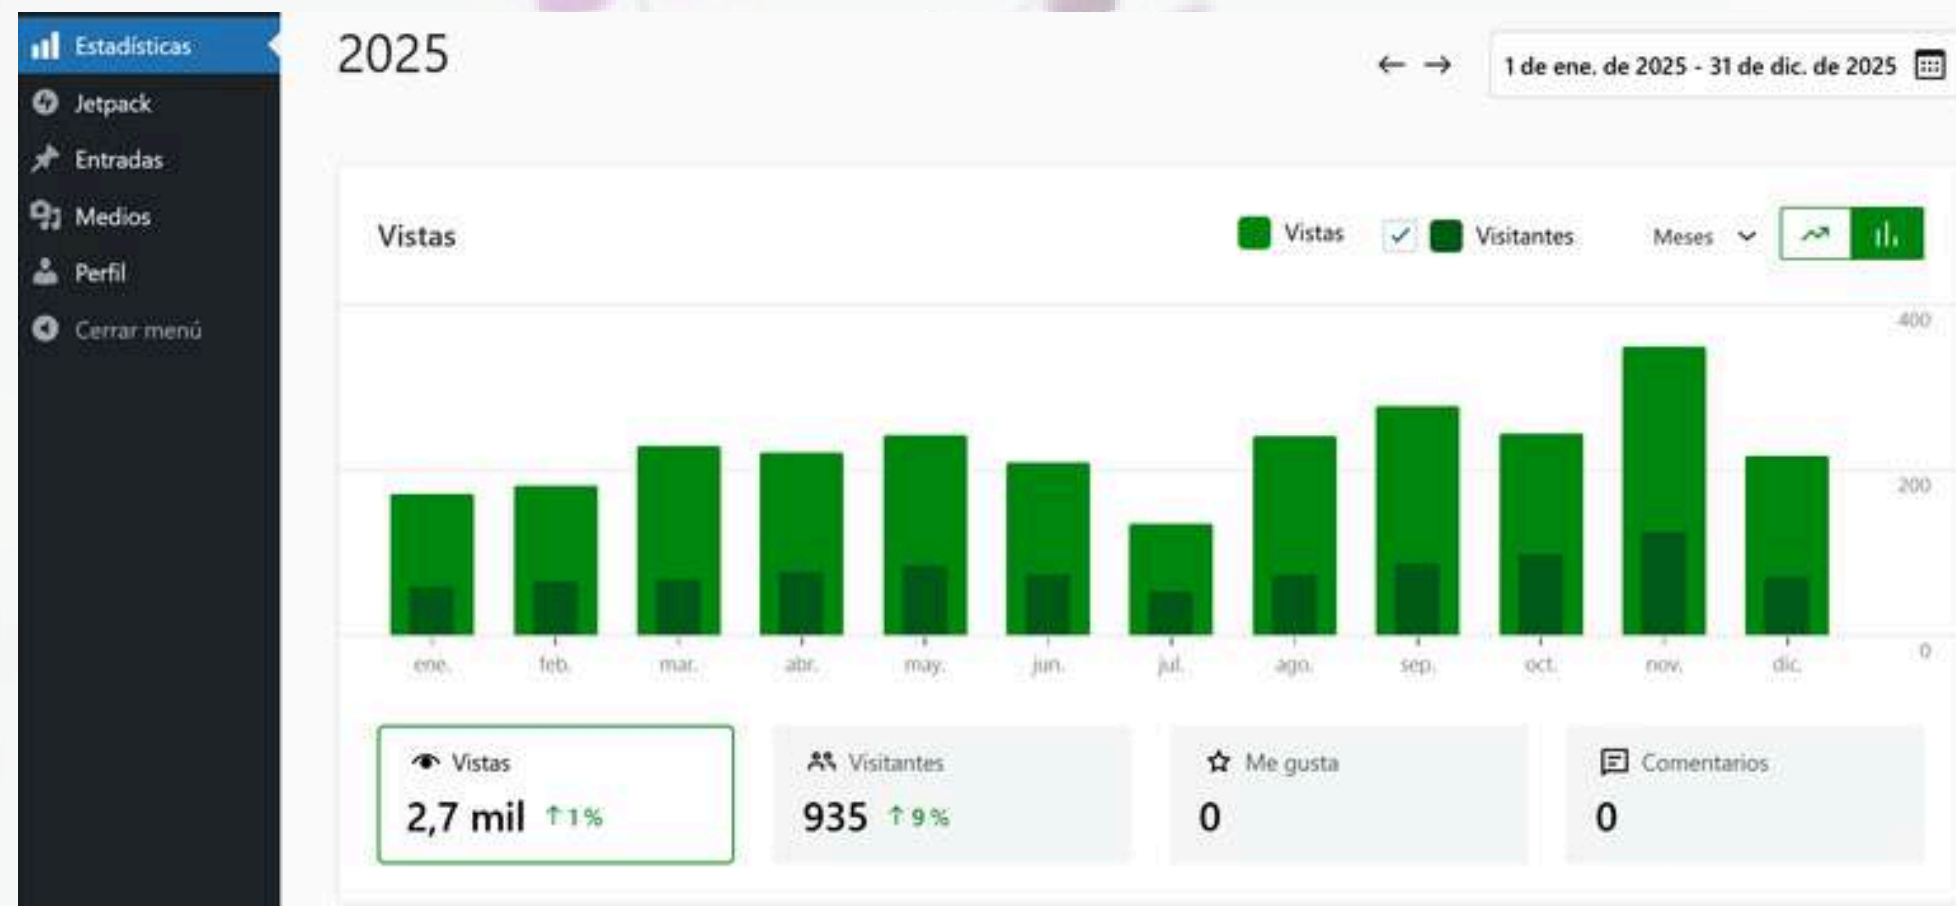 Estadísticas
Jetpack
Entradas
Medios
Perfil
Cerrar menú
2025
← → 1 de ene. de 2025 - 31 de dic. de 2025
Vistas
Vistas Visitantes Meses
400
200
0
ene. feb. mar. abr. may. jun. jul. ago. sep. oct. nov. dic.
Vistas
2,7 mil ↑1%
Visitantes
935 ↑9%
Me gusta
0
Comentarios
0